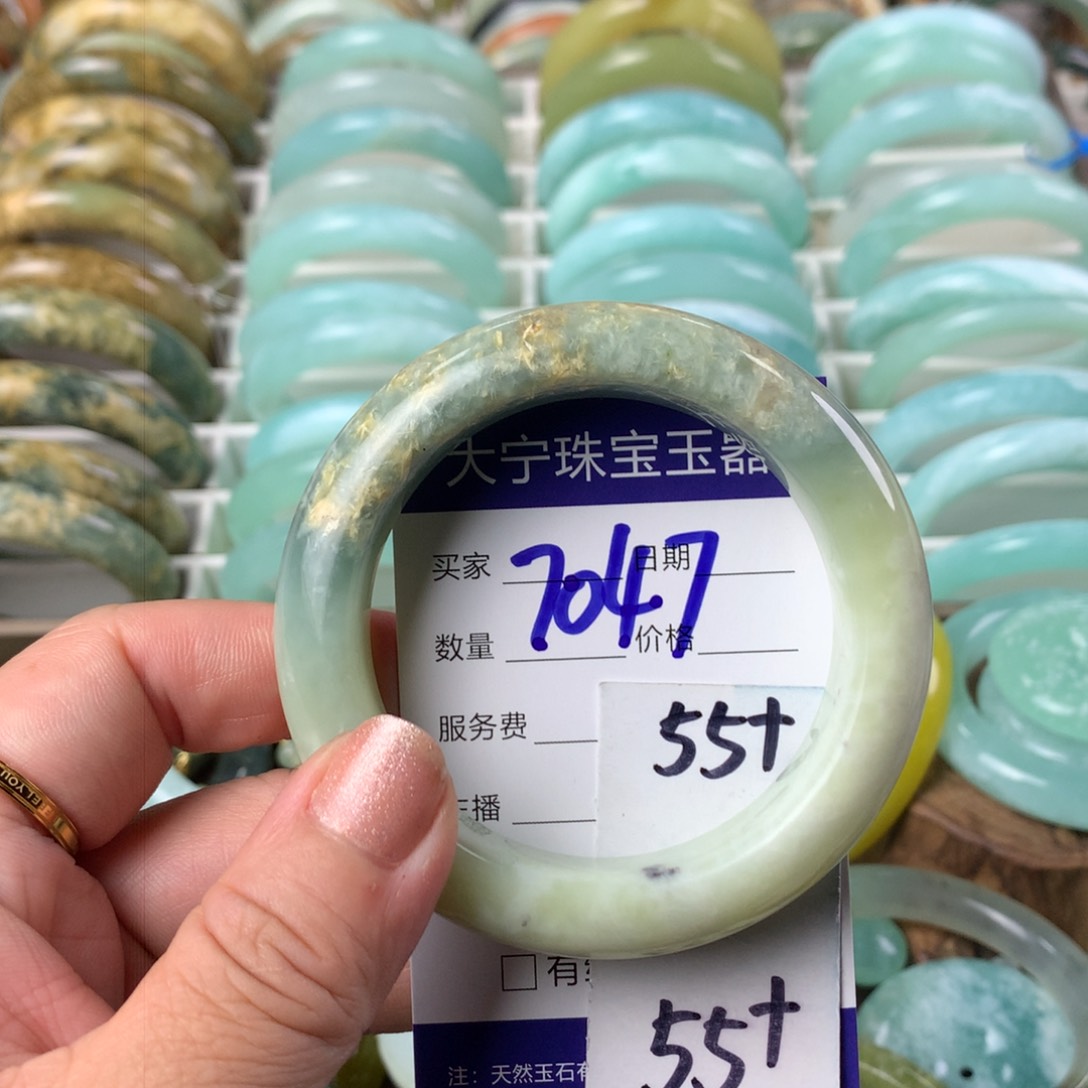 大宁珠宝玉器
买家 7047 日期
数量 价格
服务费
55+
主播
有
55+
注：天然玉石有